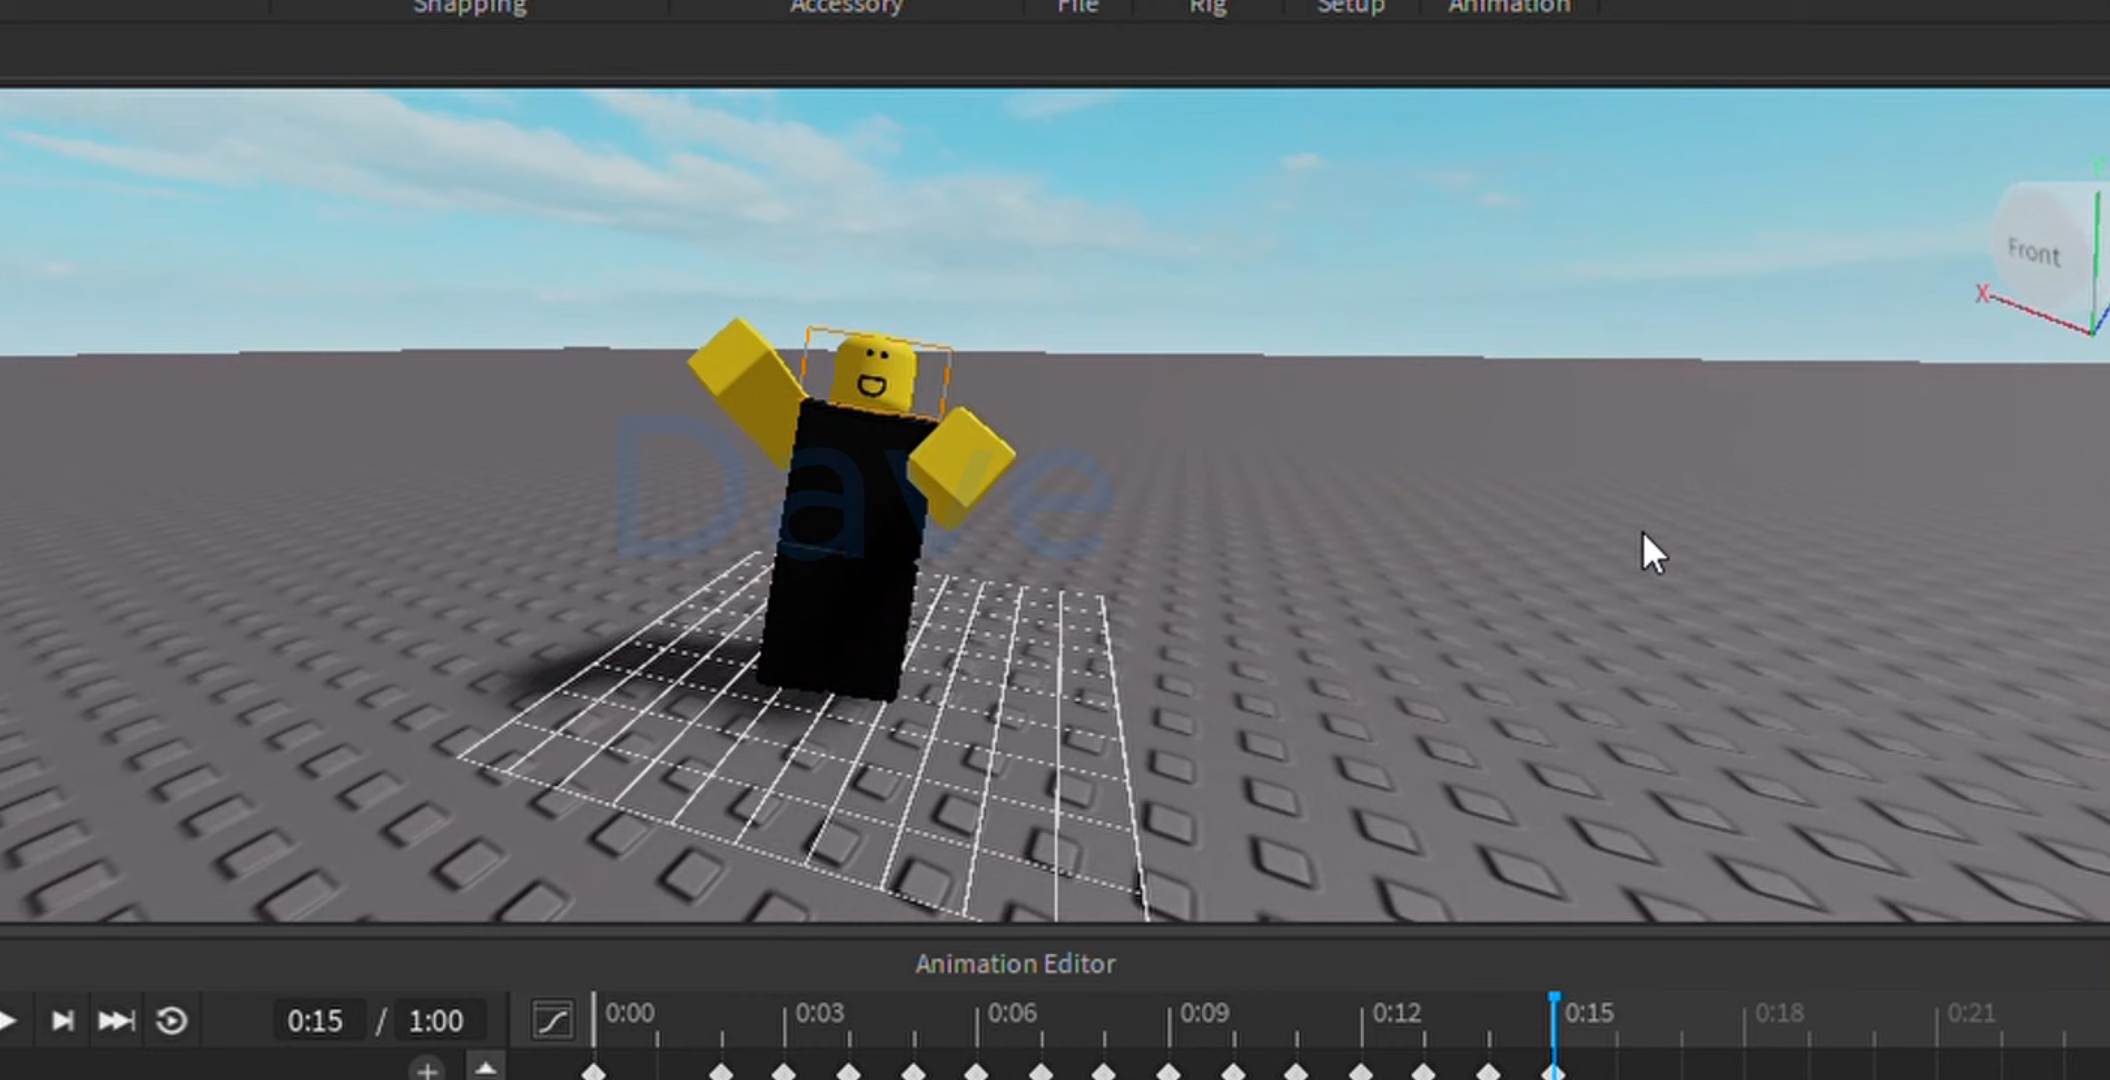 Snapping Accessory File Rig Setup Animation
Y
Front
X
Dave
Animation Editor
0:15 / 1:00 0:00 0:03 0:06 0:09 0:12 0:15 0:18 0:21